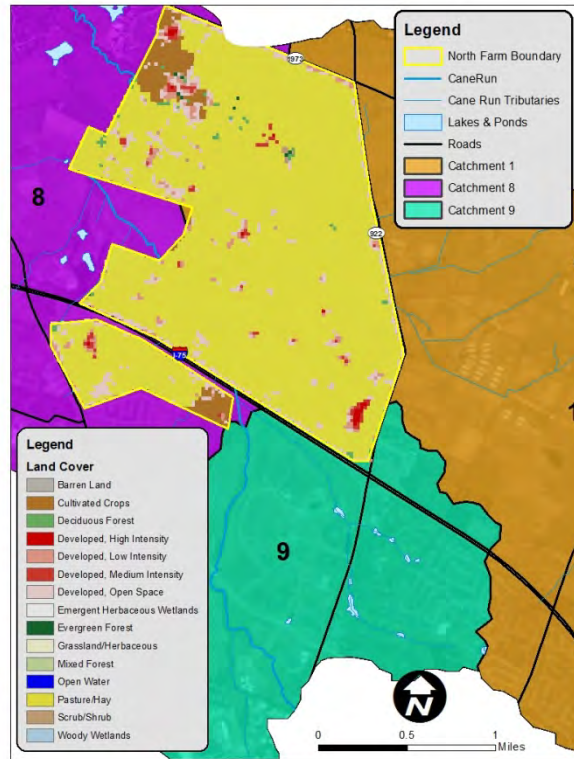 973
Legend
North Farm Boundary
CaneRun
Cane Run Tributaries
Lakes & Ponds
Roads
Catchment 1
Catchment 8
Catchment 9
8
922
I-75
Legend
Land Cover
Barren Land
Cultivated Crops
Deciduous Forest
Developed, High Intensity
Developed, Low Intensity
Developed, Medium Intensity
Developed, Open Space
Emergent Herbaceous Wetlands
Evergreen Forest
Grassland/Herbaceous
Mixed Forest
Open Water
Pasture/Hay
Scrub/Shrub
Woody Wetlands
9
N
0 0.5 1
Miles